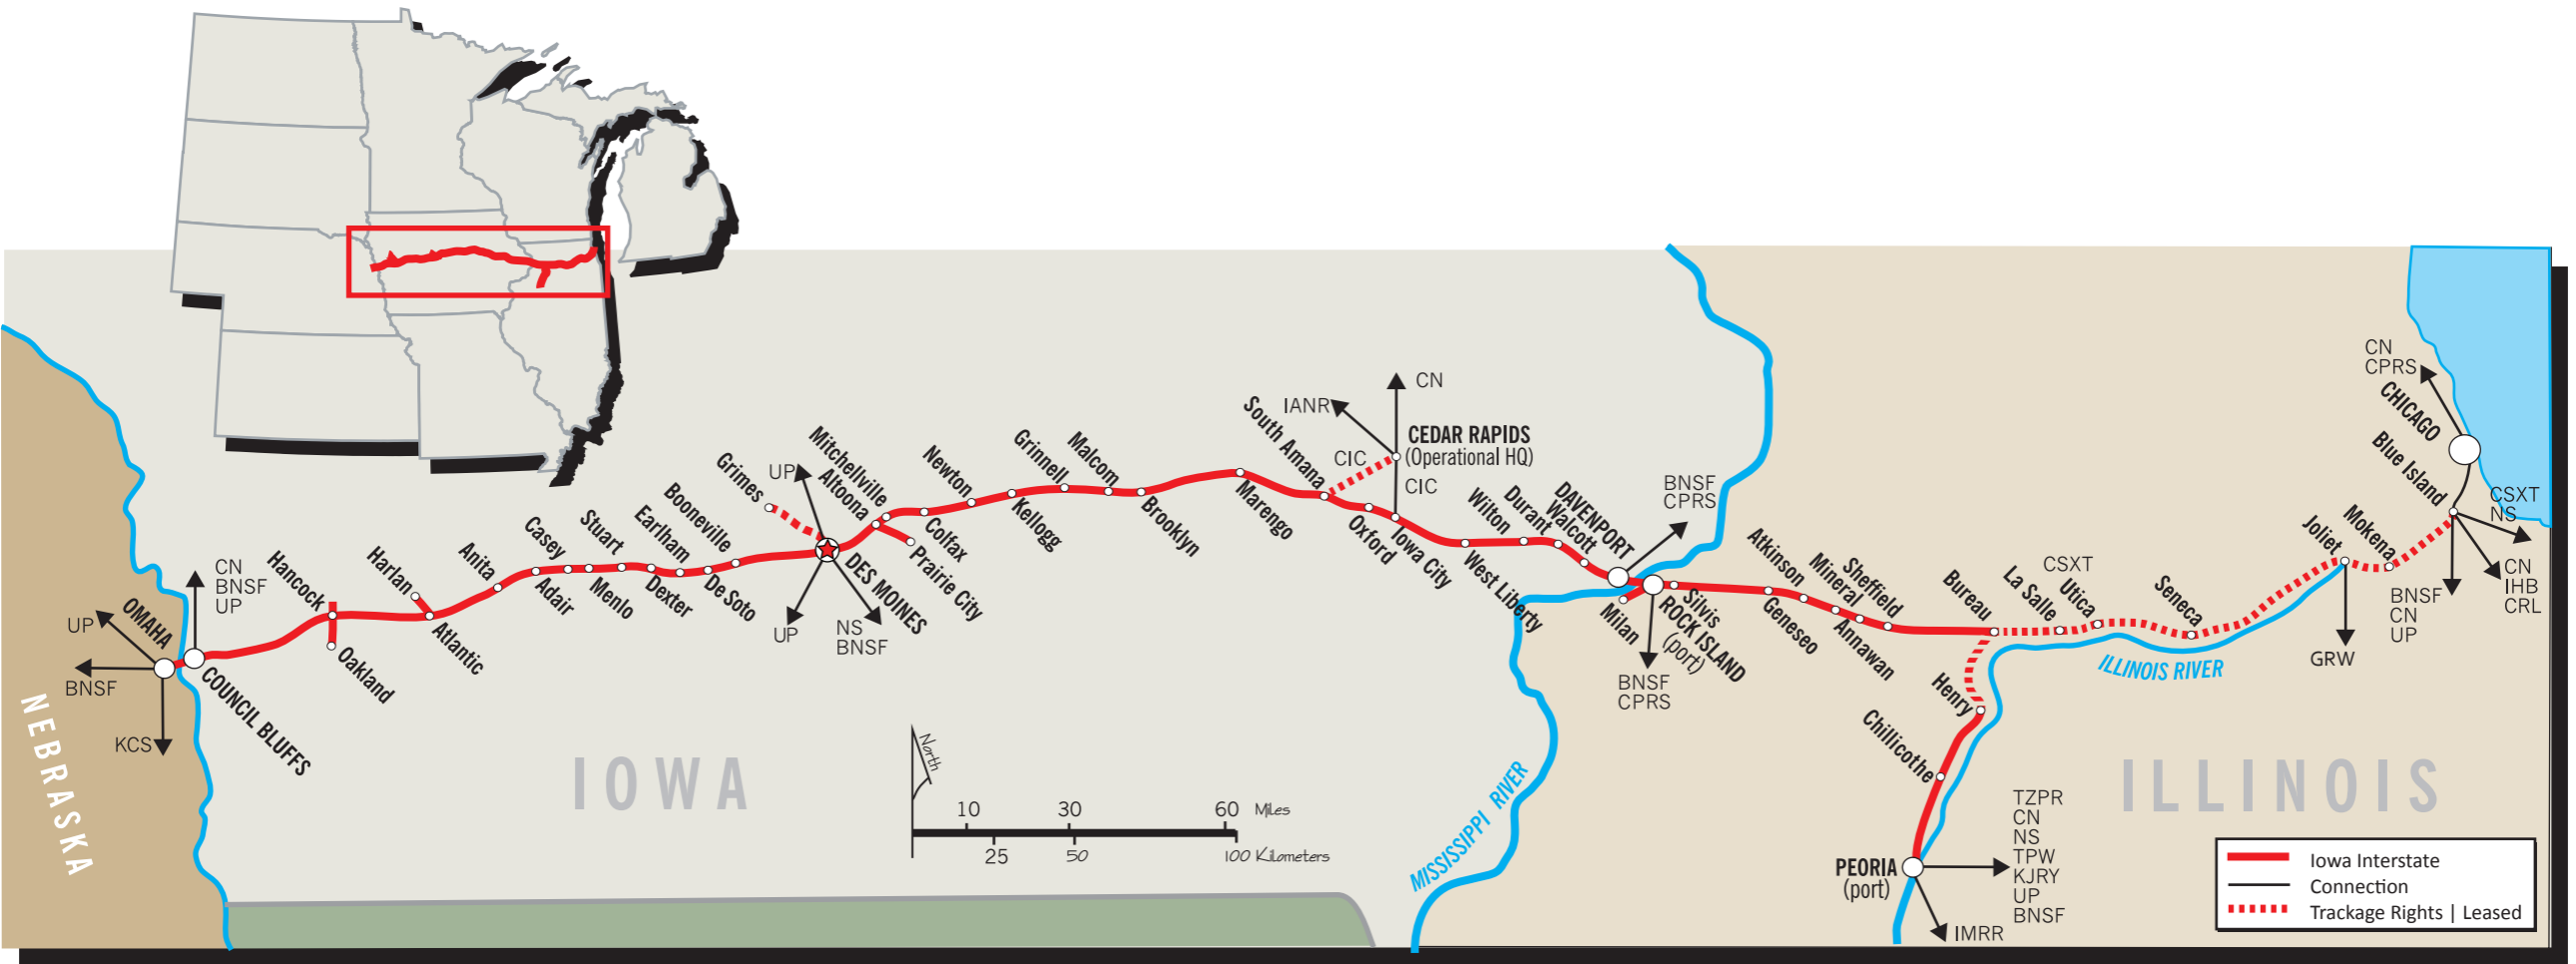 UP
OMAHA
BNSF
KCS
NEBRASKA
CN
BNSF
UP
COUNCIL BLUFFS
Hancock
Oakland
Harlan
Atlantic
Anita
Adair
Casey
Menlo
Stuart
Dexter
Earlham
De Soto
Booneville
Grimes
UP
UP
NS
BNSF
DES MOINES
Altoona
Mitchellville
Prairie City
Colfax
Newton
Kellogg
Grinnell
Malcom
Brooklyn
Marengo
South Amana
Oxford
Iowa City
IANR
CN
CEDAR RAPIDS
(Operational HQ)
CIC
CIC
West Liberty
Wilton
Durant
Walcott
DAVENPORT
BNSF
CPRS
Milan
ROCK ISLAND
(port)
Silvis
BNSF
CPRS
Geneseo
Atkinson
Annawan
Mineral
Sheffield
Bureau
Henry
Chillicothe
PEORIA
(port)
TZPR
CN
NS
TPW
KJRY
UP
BNSF
IMRR
La Salle
CSXT
Utica
Seneca
ILLINOIS RIVER
Joliet
GRW
Mokena
Blue Island
CHICAGO
CN
CPRS
CSXT
NS
CN
IHB
CRL
BNSF
CN
UP
IOWA
ILLINOIS
MISSISSIPPI RIVER
North
10 30 60 Miles
25 50 100 Kilometers
Iowa Interstate
Connection
Trackage Rights | Leased